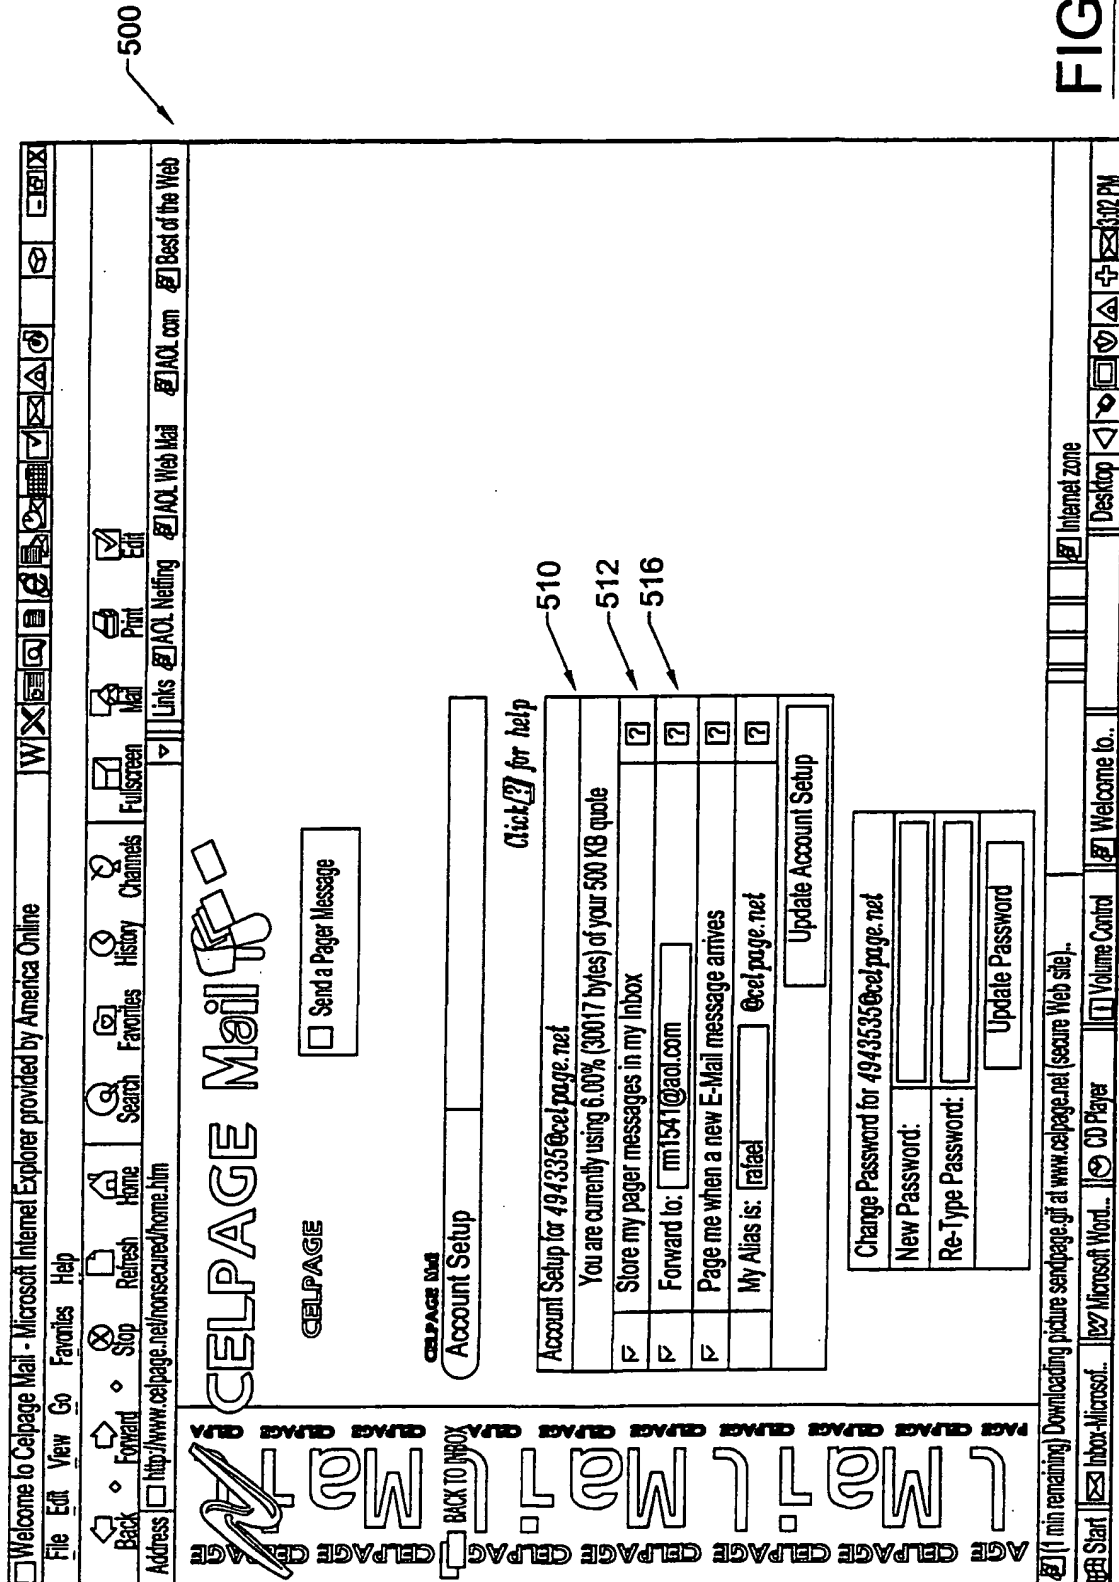 Welcome to Celpage Mail - Microsoft Internet Explorer provided by America Online
File Edit View Go Favorites Help
Back Forward Stop Refresh Home Search Favorites History Channels Fullscreen Mail Print Edit
Address http://www.celpage.net/nonsecured/home.htm Links AOL Netfing AOL Web Mail AOL com Best of the Web
500
CELPAGE Mail
CELPAGE
Send a Pager Message
CELPAGE Mail
Account Setup
BACK TO INBOX
Click [?] for help
Account Setup for 494335@celpage.net
510
You are currently using 6.00% (30017 bytes) of your 500 KB quote
Store my pager messages in my Inbox ?
512
Forward to: rm1541@aol.com ?
516
Page me when a new E-Mail message arrives ?
My Alias is: rafael @celpage.net ?
Update Account Setup
Change Password for 4943535@celpage.net
New Password:
Re-Type Password:
Update Password
(1 min remaining) Downloading picture sendpage.gif at www.celpage.net (secure Web site)..
Internet zone
Start Inbox-Microsof.. Microsoft Word... CD Player Volume Control Welcome to.. Desktop 3:02 PM
FIG